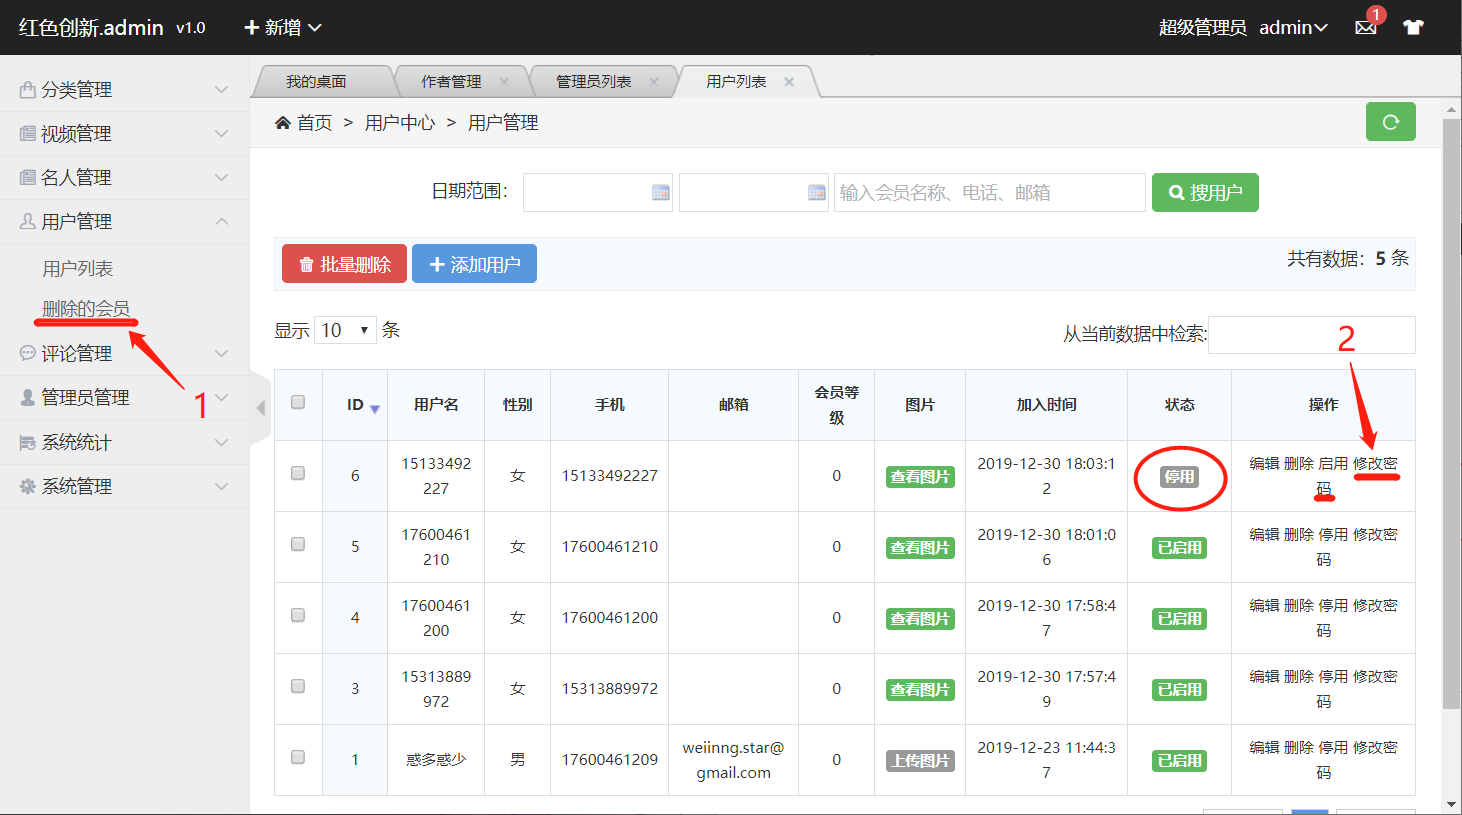 红色创新.admin v1.0 新增 超级管理员 admin 1
分类管理
视频管理
名人管理
用户管理
用户列表
删除的会员
评论管理
管理员管理
系统统计
系统管理
1
我的桌面 作者管理 管理员列表 用户列表
首页 > 用户中心 > 用户管理
日期范围: 输入会员名称、电话、邮箱 搜用户
批量删除 添加用户 共有数据：5 条
显示 10 条 从当前数据中检索:
2
ID 用户名 性别 手机 邮箱 会员等级 图片 加入时间 状态 操作
6 15133492227 女 15133492227 0 查看图片 2019-12-30 18:03:12 停用 编辑 删除 启用 修改密码
5 17600461210 女 17600461210 0 查看图片 2019-12-30 18:01:06 已启用 编辑 删除 停用 修改密码
4 17600461200 女 17600461200 0 查看图片 2019-12-30 17:58:47 已启用 编辑 删除 停用 修改密码
3 15313889972 女 15313889972 0 查看图片 2019-12-30 17:57:49 已启用 编辑 删除 停用 修改密码
1 惑多惑少 男 17600461209 weiinng.star@gmail.com 0 上传图片 2019-12-23 11:44:37 已启用 编辑 删除 停用 修改密码